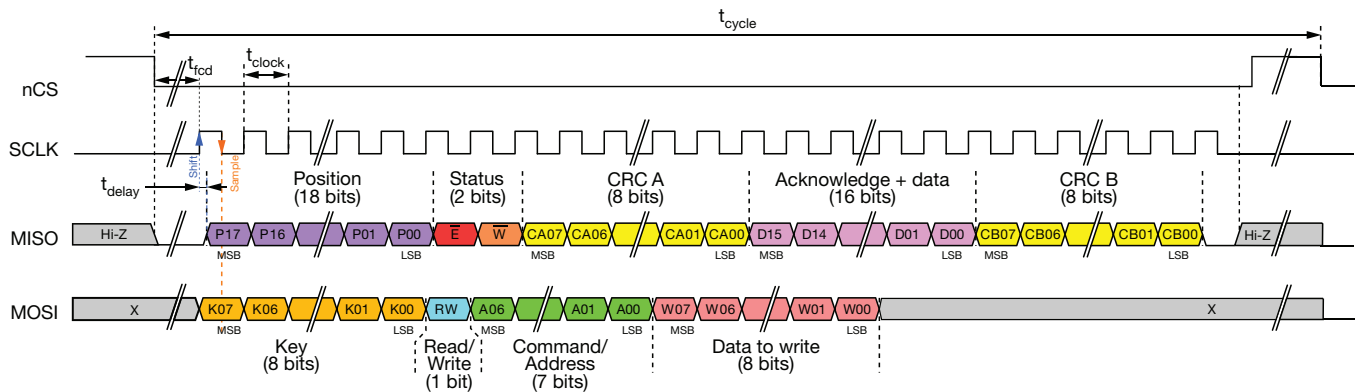 t_cycle
t_fcd
t_clock
nCS
SCLK
Shift
Sample
t_delay
Position
(18 bits)
Status
(2 bits)
CRC A
(8 bits)
Acknowledge + data
(16 bits)
CRC B
(8 bits)
MISO
Hi-Z P17 P16 P01 P00 E̅ W̅ CA07 CA06 CA01 CA00 D15 D14 D01 D00 CB07 CB06 CB01 CB00 Hi-Z
MSB LSB MSB LSB MSB LSB MSB LSB
MOSI
X K07 K06 K01 K00 RW A06 A01 A00 W07 W06 W01 W00 X
MSB LSB MSB LSB MSB LSB
Key
(8 bits)
Read/
Write
(1 bit)
Command/
Address
(7 bits)
Data to write
(8 bits)